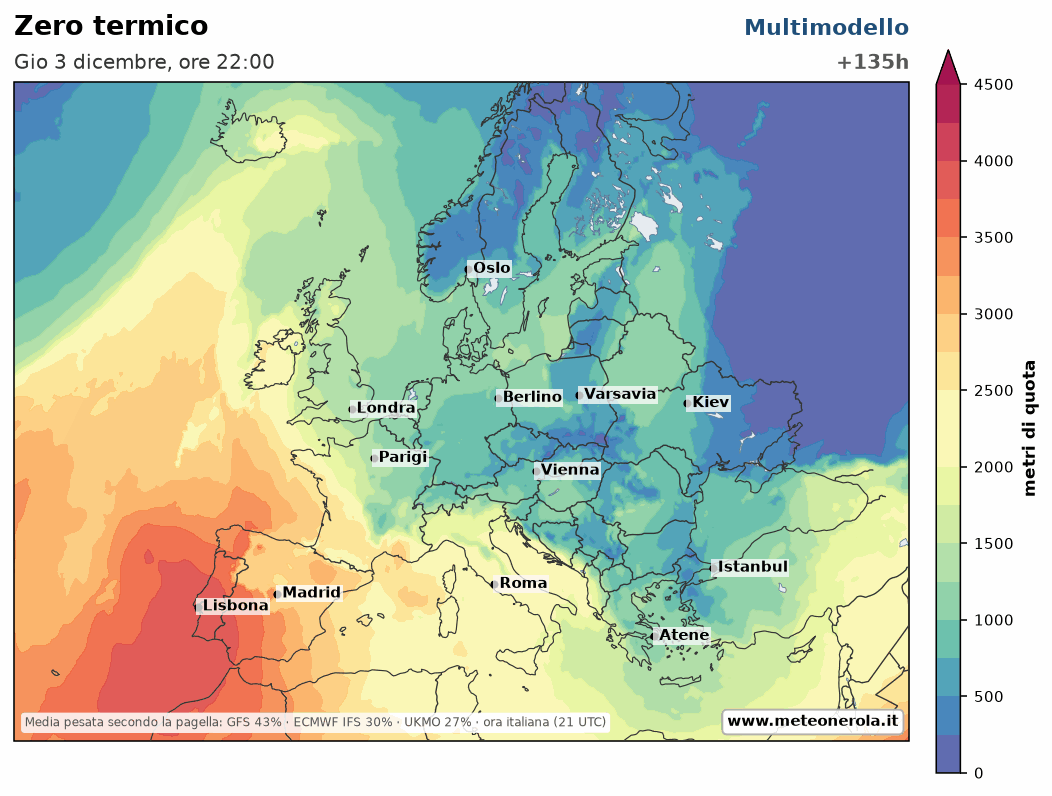 Zero termico
Multimodello
Gio 3 dicembre, ore 22:00
+135h
4500
4000
3500
3000
2500
2000
1500
1000
500
0
metri di quota
Oslo
Berlino
Varsavia
Kiev
Londra
Parigi
Vienna
Istanbul
Roma
Madrid
Lisbona
Atene
Media pesata secondo la pagella: GFS 43% · ECMWF IFS 30% · UKMO 27% · ora italiana (21 UTC)
www.meteonerola.it